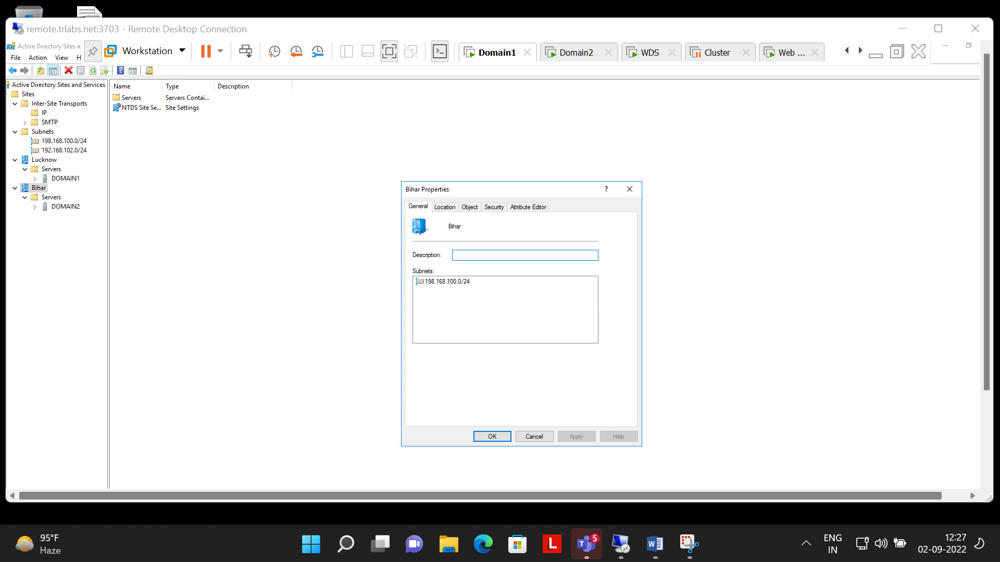 remote.trlabs.net:3703 - Remote Desktop Connection
Active Directory Sites a
File Action View H
Workstation
Domain1
Domain2
WDS
Cluster
Web ...
Active Directory Sites and Services
Sites
Inter-Site Transports
IP
SMTP
Subnets
198.168.100.0/24
192.168.102.0/24
Lucknow
Servers
DOMAIN1
Bihar
Servers
DOMAIN2
Name Type Description
Servers Servers Contai...
NTDS Site Se... Site Settings
Bihar Properties
?
General Location Object Security Attribute Editor
Bihar
Description:
Subnets:
198.168.100.0/24
OK Cancel Apply Help
95°F
Haze
L
T
5
W
ENG
IN
12:27
02-09-2022